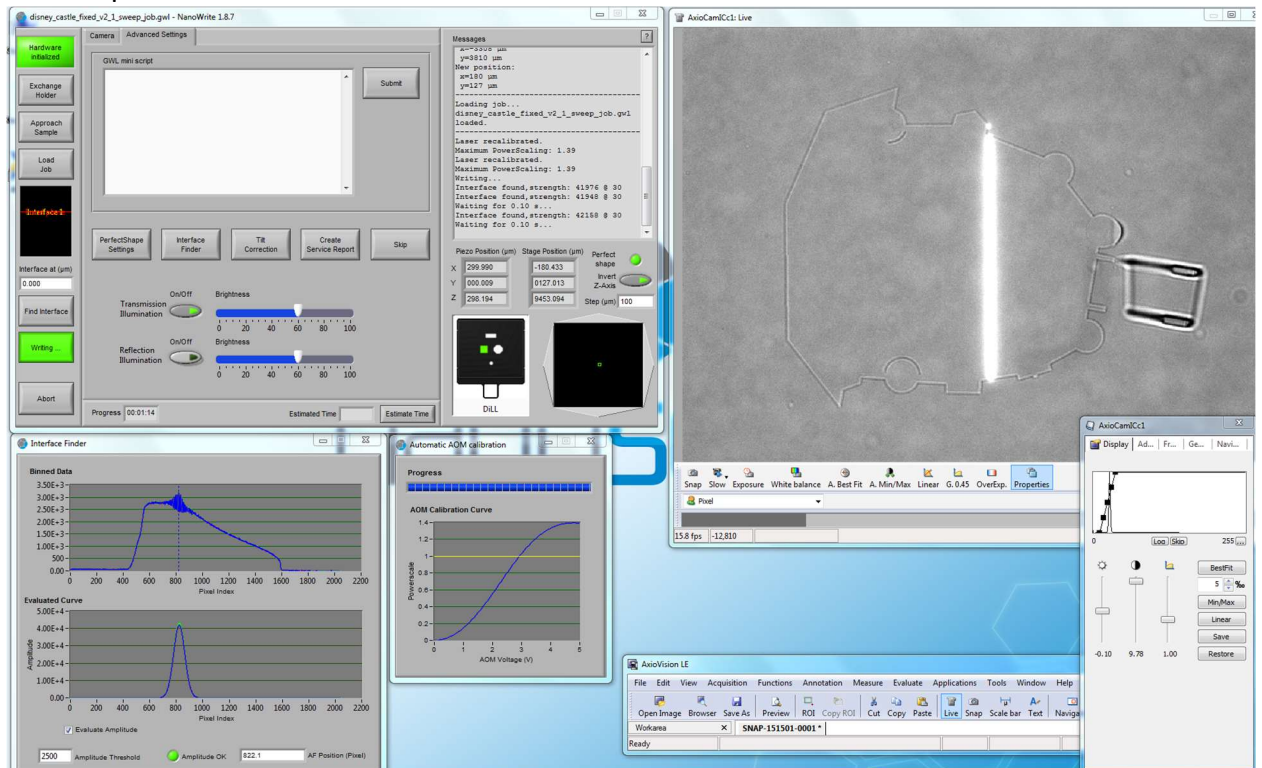 disney_castle_fixed_v2_1_sweep_job.gwl - NanoWrite 1.8.7
Hardware
initialized
Exchange
Holder
Approach
Sample
Load
Job
Interface 1
Interface at (µm)
0.000
Find Interface
Writing ...
Abort
Camera Advanced Settings
GWL mini script
Submit
PerfectShape
Settings
Interface
Finder
Tilt
Correction
Create
Service Report
Skip
On/Off Brightness
Transmission
Illumination
0 20 40 60 80 100
On/Off Brightness
Reflection
Illumination
0 20 40 60 80 100
Progress 00:01:14 Estimated Time Estimate Time
Messages ?
x=-3308 µm
y=3810 µm
New position:
x=180 µm
y=127 µm
Loading job...
disney_castle_fixed_v2_1_sweep_job.gwl
loaded.
Laser recalibrated.
Maximum PowerScaling: 1.39
Laser recalibrated.
Maximum PowerScaling: 1.39
Writing...
Interface found,strength: 41976 @ 30
Interface found,strength: 41948 @ 30
Waiting for 0.10 s...
Interface found,strength: 42158 @ 30
Waiting for 0.10 s...
Piezo Position (µm) Stage Position (µm) Perfect
shape
X 299.990 -180.433
Y 000.009 0127.013 Invert
Z-Axis
Z 298.194 9453.094 Step (µm) 100
DiLL
AxioCamICc1: Live
Snap Slow Exposure White balance A. Best Fit A. Min/Max Linear G. 0.45 OverExp. Properties
Pixel
15.8 fps -12,810
AxioCamICc1
Display Ad... Fr... Ge... Navi...
0 Log Skip 255 ...
BestFit
5 ‰
Min/Max
Linear
Save
-0.10 9.78 1.00 Restore
Interface Finder
Binned Data
3.50E+3
3.00E+3
2.50E+3
2.00E+3
1.50E+3
1.00E+3
500
0.00
0 200 400 600 800 1000 1200 1400 1600 1800 2000 2200
Pixel Index
Evaluated Curve
5.00E+4
4.00E+4
3.00E+4
2.00E+4
1.00E+4
0.00
Amplitude
0 200 400 600 800 1000 1200 1400 1600 1800 2000 2200
Pixel Index
Evaluate Amplitude
2500 Amplitude Threshold Amplitude OK 822.1 AF Position (Pixel)
Automatic AOM calibration
Progress
AOM Calibration Curve
1.4
1.2
1
0.8
0.6
0.4
0.2
0
Powerscale
0 1 2 3 4 5
AOM Voltage (V)
AxioVision LE
File Edit View Acquisition Functions Annotation Measure Evaluate Applications Tools Window Help
Open Image Browser Save As Preview ROI Copy ROI Cut Copy Paste Live Snap Scale bar Text Naviga
Workarea X SNAP-151501-0001 *
Ready